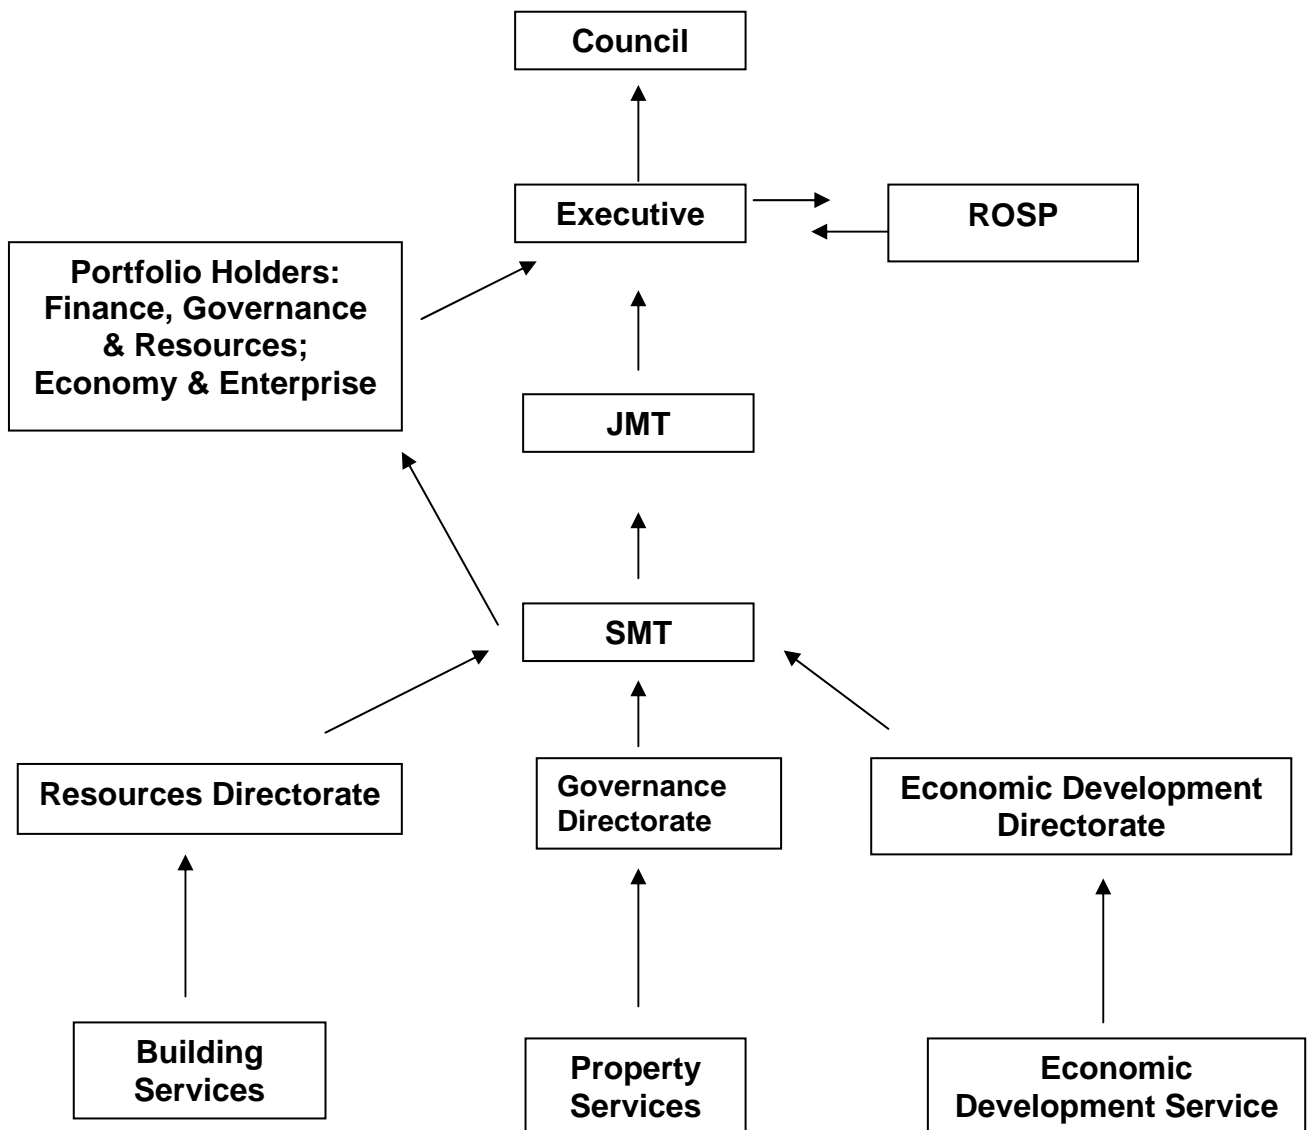 Council
Executive
ROSP
Portfolio Holders:
Finance, Governance
& Resources;
Economy & Enterprise
JMT
SMT
Resources Directorate
Governance
Directorate
Economic Development
Directorate
Building
Services
Property
Services
Economic
Development Service